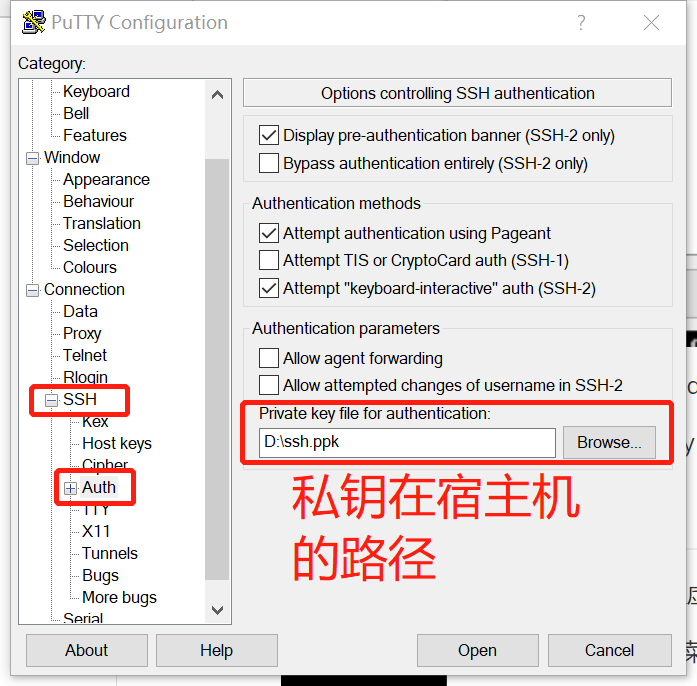 PuTTY Configuration
?
Category:
Keyboard
Bell
Features
Window
Appearance
Behaviour
Translation
Selection
Colours
Connection
Data
Proxy
Telnet
Rlogin
SSH
Kex
Host keys
Cipher
Auth
TTY
X11
Tunnels
Bugs
More bugs
Serial
Options controlling SSH authentication
Display pre-authentication banner (SSH-2 only)
Bypass authentication entirely (SSH-2 only)
Authentication methods
Attempt authentication using Pageant
Attempt TIS or CryptoCard auth (SSH-1)
Attempt "keyboard-interactive" auth (SSH-2)
Authentication parameters
Allow agent forwarding
Allow attempted changes of username in SSH-2
Private key file for authentication:
D:\ssh.ppk
Browse...
私钥在宿主机
的路径
About
Help
Open
Cancel